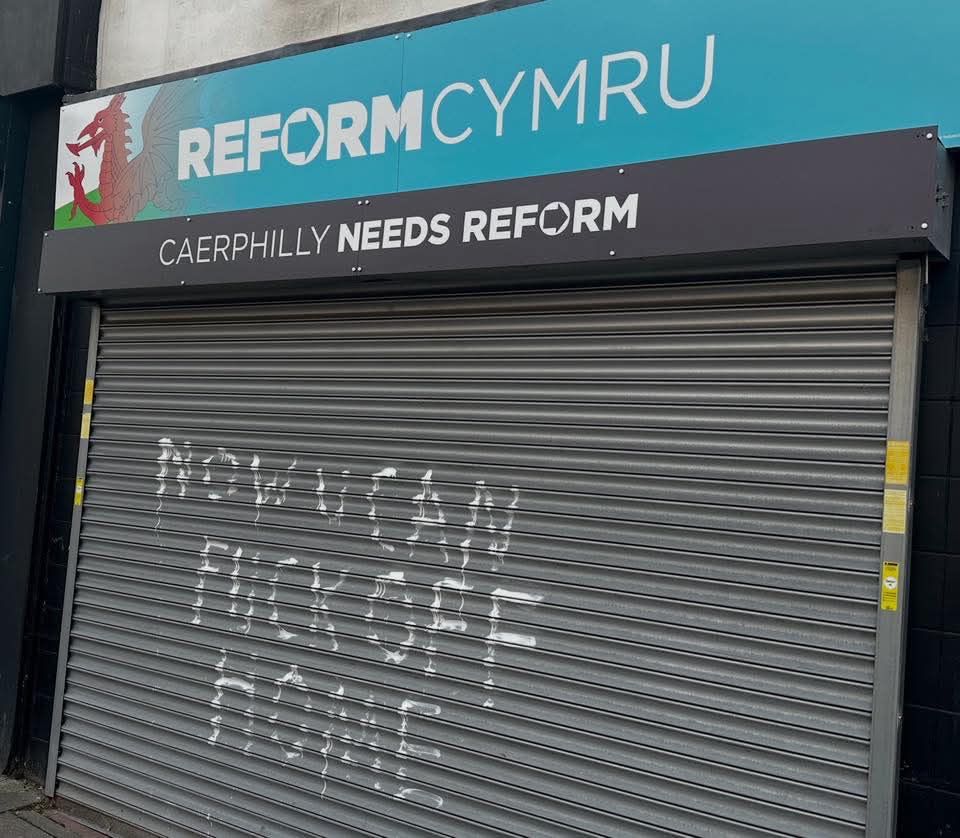 REFORMCYMRU
CAERPHILLY NEEDS REFORM
NOW U CAN
FUCK OFF
HOME